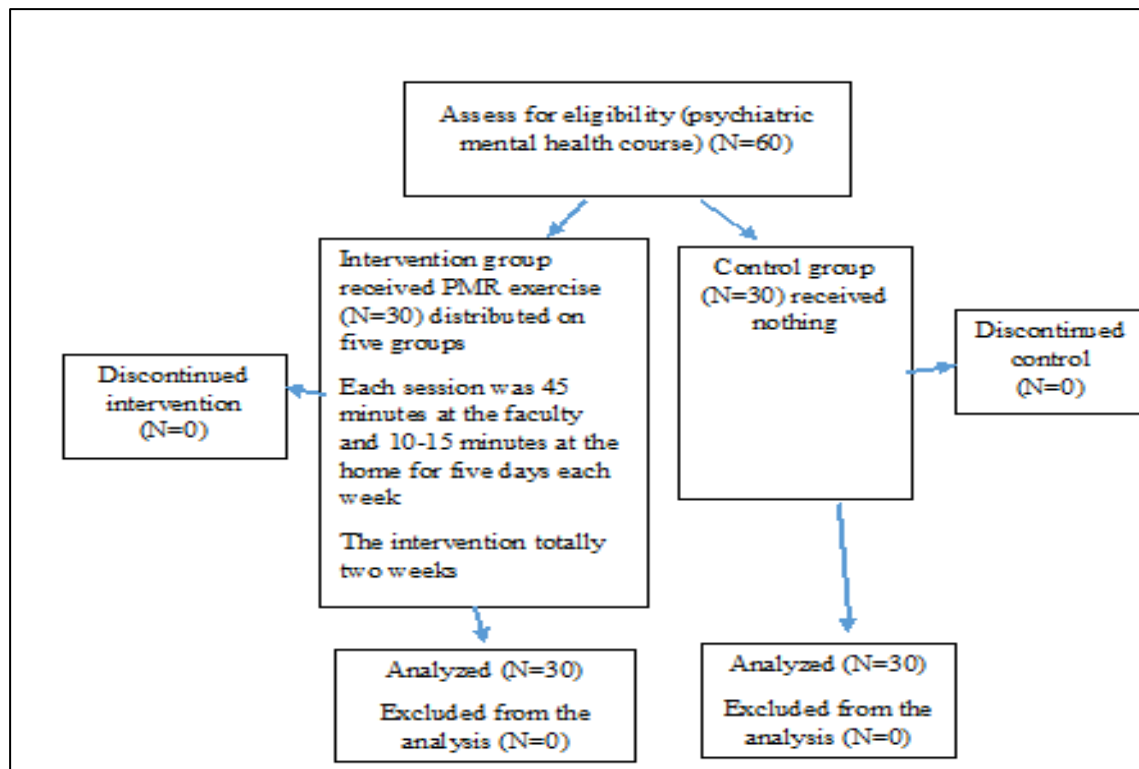 Assess for eligibility (psychiatric
mental health course) (N=60)
Intervention group
received PMR exercise
(N=30) distributed on
five groups
Each session was 45
minutes at the faculty
and 10-15 minutes at the
home for five days each
week
The intervention totally
two weeks
Control group
(N=30) received
nothing
Discontinued
intervention
(N=0)
Discontinued
control
(N=0)
Analyzed (N=30)
Excluded from the
analysis (N=0)
Analyzed (N=30)
Excluded from the
analysis (N=0)